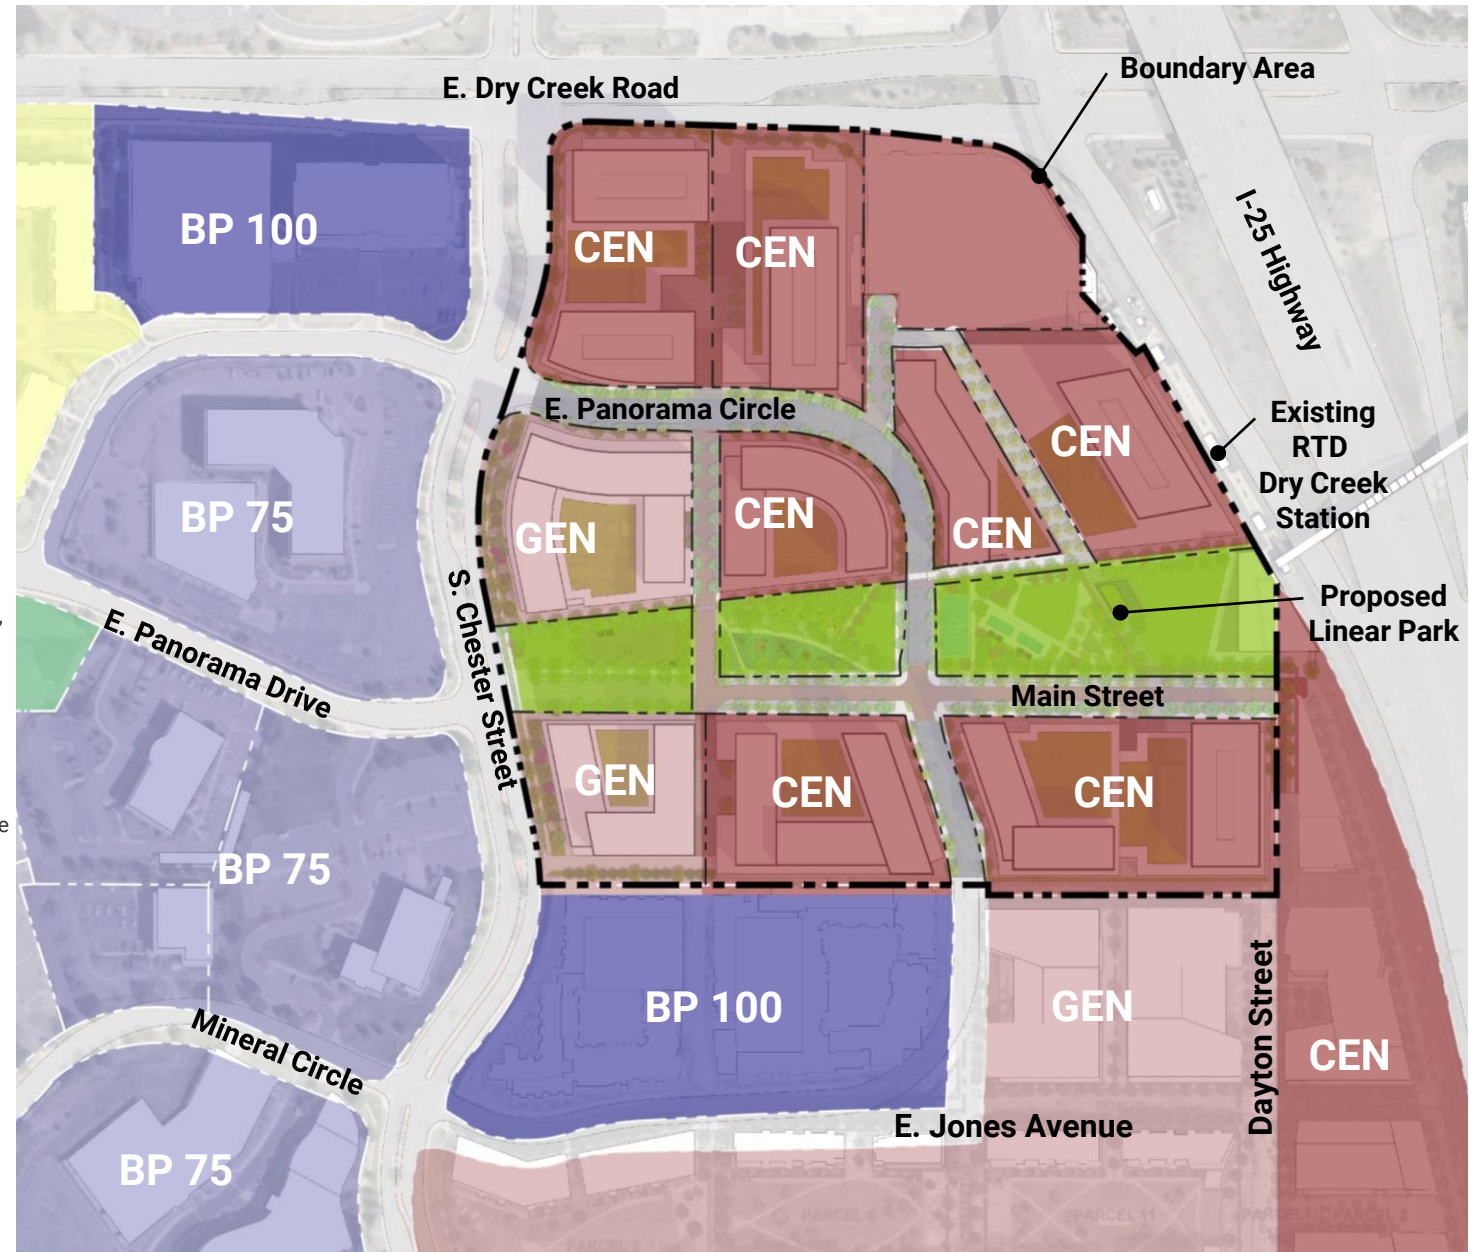 E. Dry Creek Road
Boundary Area
BP 100
CEN
CEN
I-25 Highway
E. Panorama Circle
Existing
RTD
Dry Creek
Station
CEN
BP 75
GEN
CEN
CEN
S. Chester Street
Proposed
Linear Park
E. Panorama Drive
Main Street
GEN
CEN
CEN
e
BP 75
BP 100
GEN
Dayton Street
CEN
Mineral Circle
E. Jones Avenue
BP 75
PARCEL 11